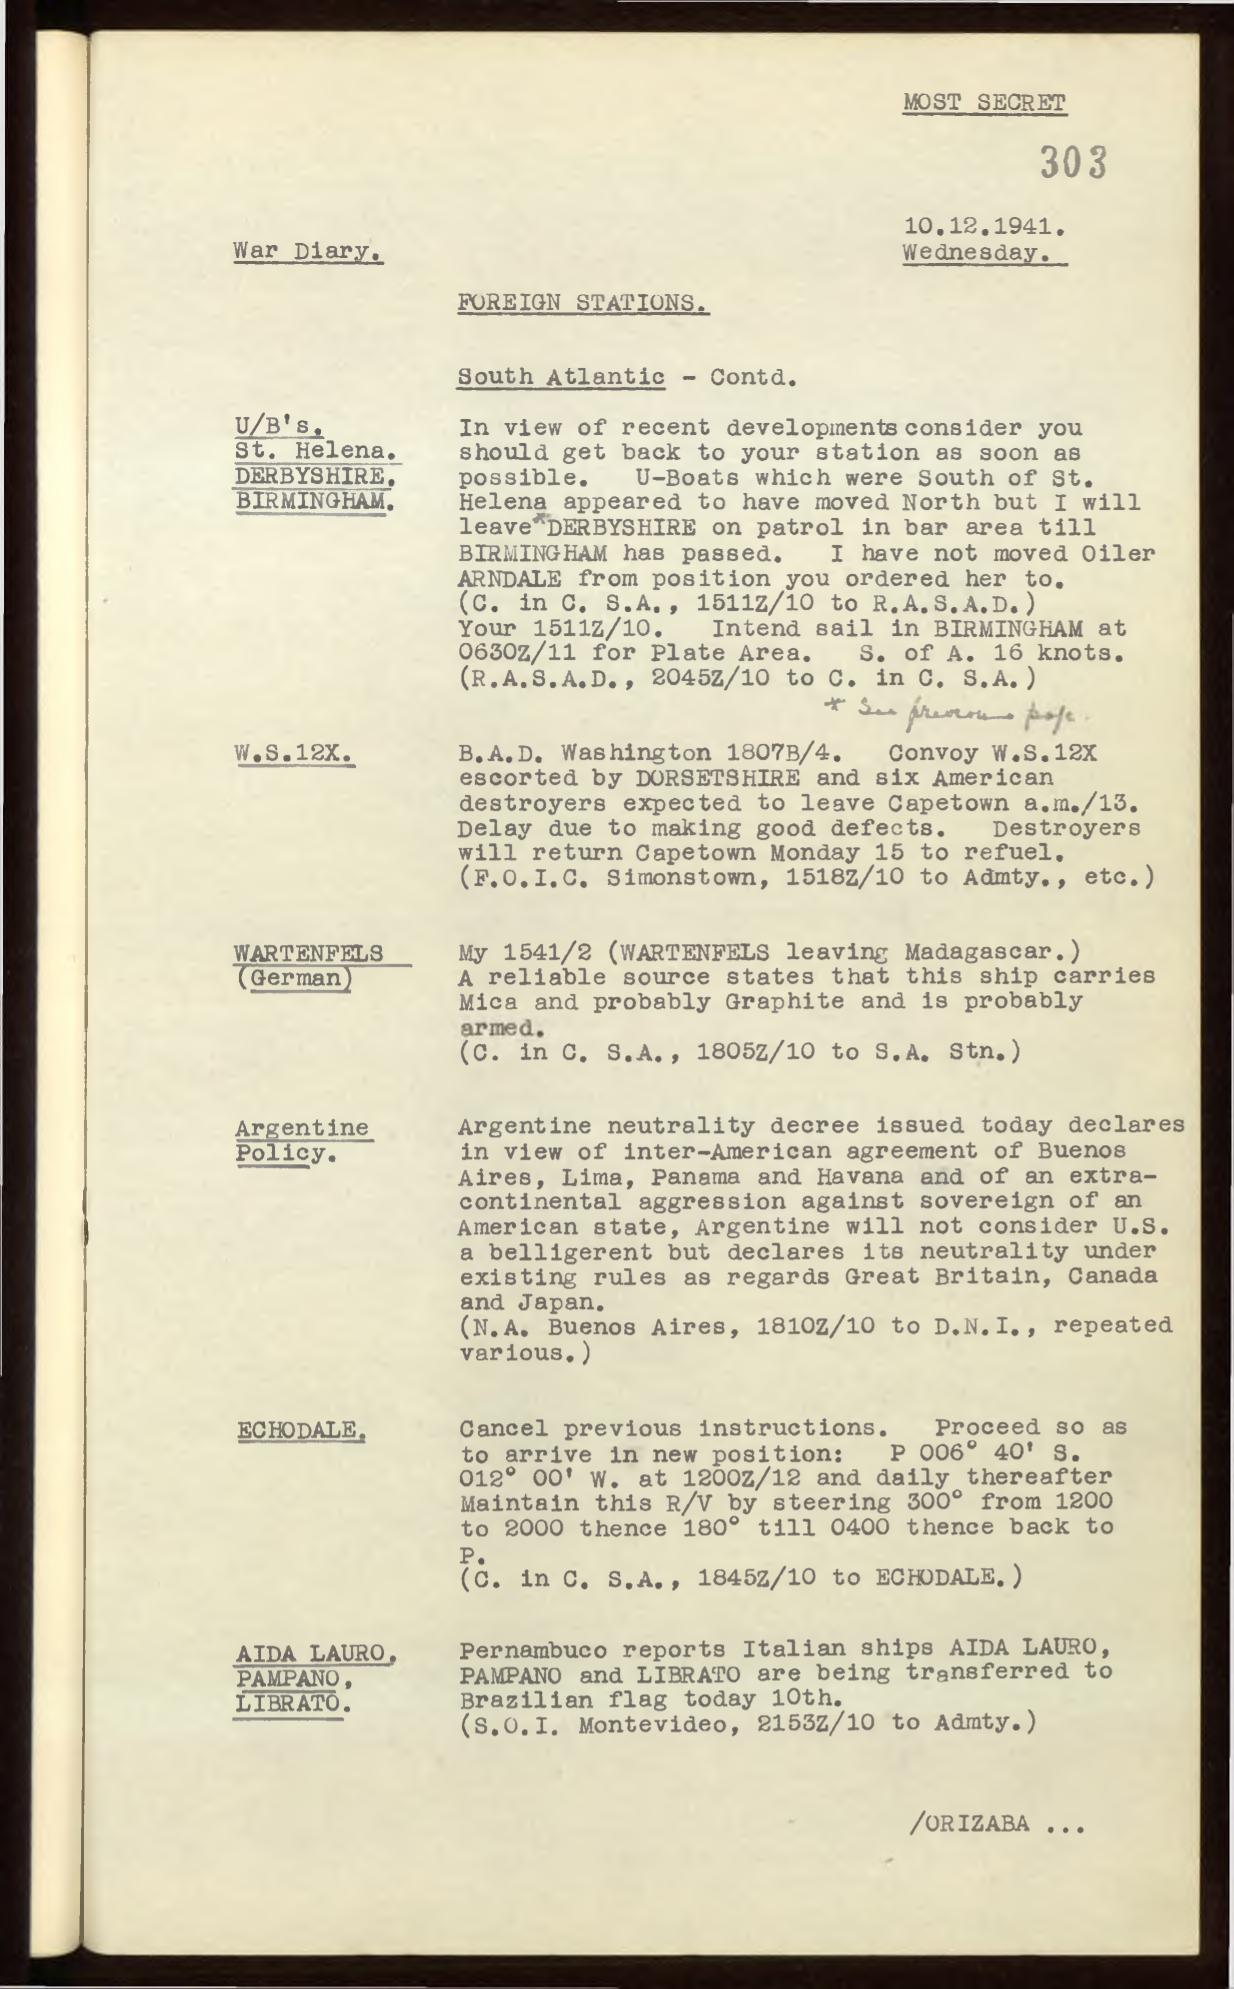 MOST SECRET
303
10.12.1941.
War Diary.
Wednesday.
FOREIGN STATIONS.
South Atlantic - Contd.
U/B's.
St. Helena.
DERBYSHIRE.
BIRMINGHAM.
In view of recent developments consider you
should get back to your station as soon as
possible. U-Boats which were South of St.
Helena appeared to have moved North but I will
leave*DERBYSHIRE on patrol in bar area till
BIRMINGHAM has passed. I have not moved Oiler
ARNDALE from position you ordered her to.
(C. in C. S.A., 1511Z/10 to R.A.S.A.D.)
Your 1511Z/10. Intend sail in BIRMINGHAM at
0630Z/11 for Plate Area. S. of A. 16 knots.
(R.A.S.A.D., 2045Z/10 to C. in C. S.A.)
* See previous page.
W.S.12X.
B.A.D. Washington 1807B/4. Convoy W.S.12X
escorted by DORSETSHIRE and six American
destroyers expected to leave Capetown a.m./13.
Delay due to making good defects. Destroyers
will return Capetown Monday 15 to refuel.
(F.O.I.C. Simonstown, 1518Z/10 to Admty., etc.)
WARTENFELS
(German)
My 1541/2 (WARTENFELS leaving Madagascar.)
A reliable source states that this ship carries
Mica and probably Graphite and is probably
armed.
(C. in C. S.A., 1805Z/10 to S.A. Stn.)
Argentine
Policy.
Argentine neutrality decree issued today declares
in view of inter-American agreement of Buenos
Aires, Lima, Panama and Havana and of an extra-
continental aggression against sovereign of an
American state, Argentine will not consider U.S.
a belligerent but declares its neutrality under
existing rules as regards Great Britain, Canada
and Japan.
(N.A. Buenos Aires, 1810Z/10 to D.N.I., repeated
various.)
ECHODALE.
Cancel previous instructions. Proceed so as
to arrive in new position: P 006° 40' S.
012° 00' W. at 1200Z/12 and daily thereafter
Maintain this R/V by steering 300° from 1200
to 2000 thence 180° till 0400 thence back to
P.
(C. in C. S.A., 1845Z/10 to ECHODALE.)
AIDA LAURO.
PAMPANO,
LIBRATO.
Pernambuco reports Italian ships AIDA LAURO,
PAMPANO and LIBRATO are being transferred to
Brazilian flag today 10th.
(S.O.I. Montevideo, 2153Z/10 to Admty.)
/ORIZABA ...